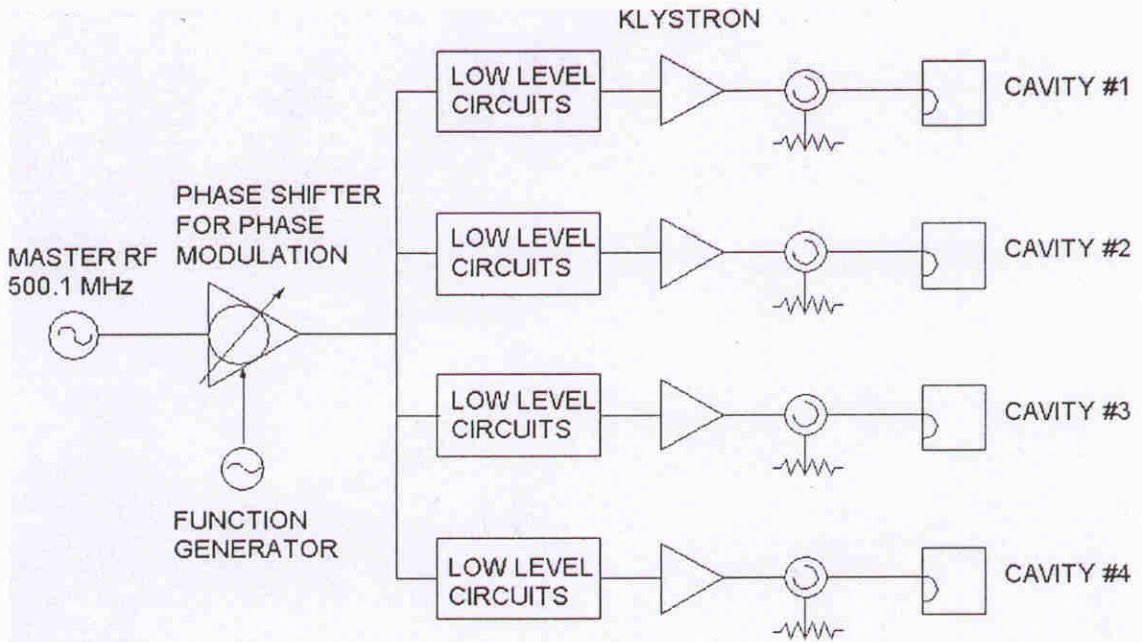 KLYSTRON
LOW LEVEL
CIRCUITS
CAVITY #1
PHASE SHIFTER
FOR PHASE
MODULATION
LOW LEVEL
CIRCUITS
CAVITY #2
MASTER RF
500.1 MHz
LOW LEVEL
CIRCUITS
CAVITY #3
FUNCTION
GENERATOR
LOW LEVEL
CIRCUITS
CAVITY #4